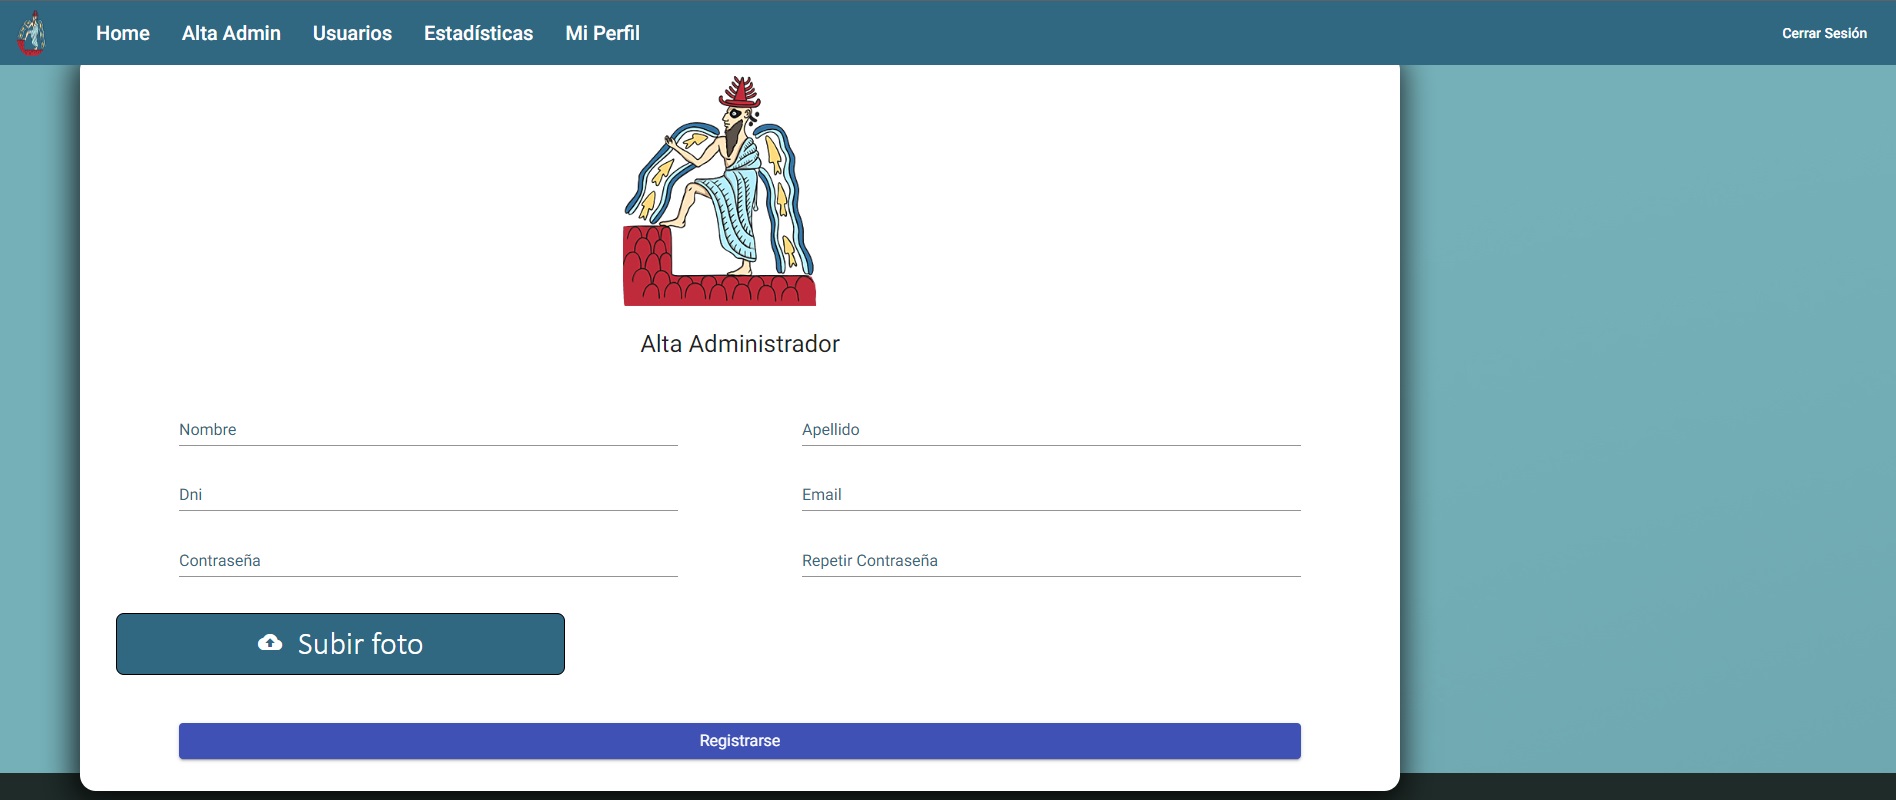 Home Alta Admin Usuarios Estadísticas Mi Perfil Cerrar Sesión
Alta Administrador
Nombre Apellido
Dni Email
Contraseña Repetir Contraseña
Subir foto
Registrarse